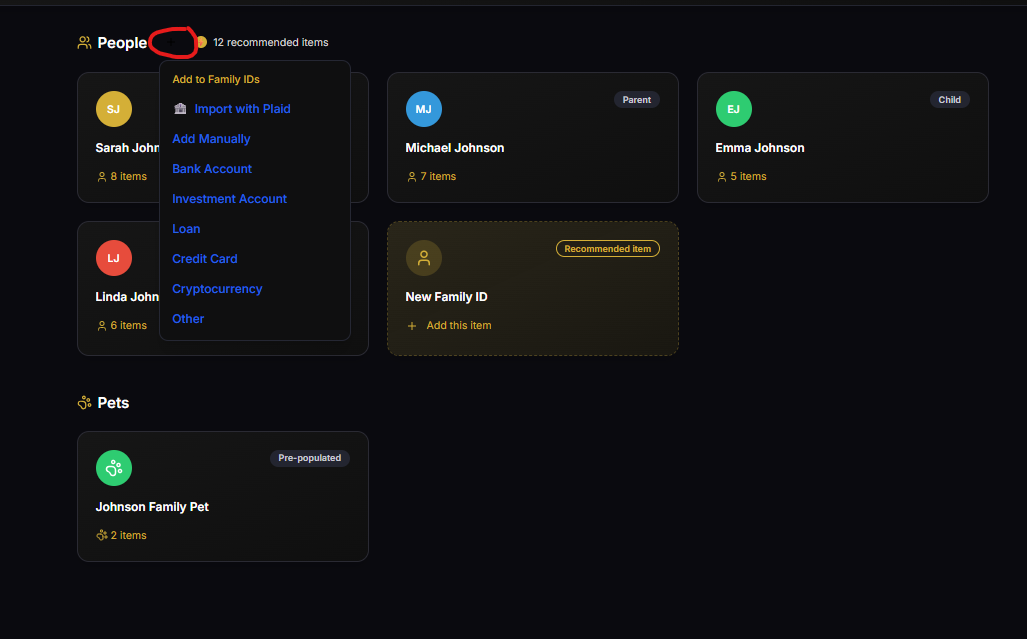 People
12 recommended items
Add to Family IDs
Import with Plaid
Add Manually
Bank Account
Investment Account
Loan
Credit Card
Cryptocurrency
Other
SJ
Sarah John
8 items
MJ
Parent
Michael Johnson
7 items
EJ
Child
Emma Johnson
5 items
LJ
Linda John
6 items
Recommended item
New Family ID
+ Add this item
Pets
Pre-populated
Johnson Family Pet
2 items